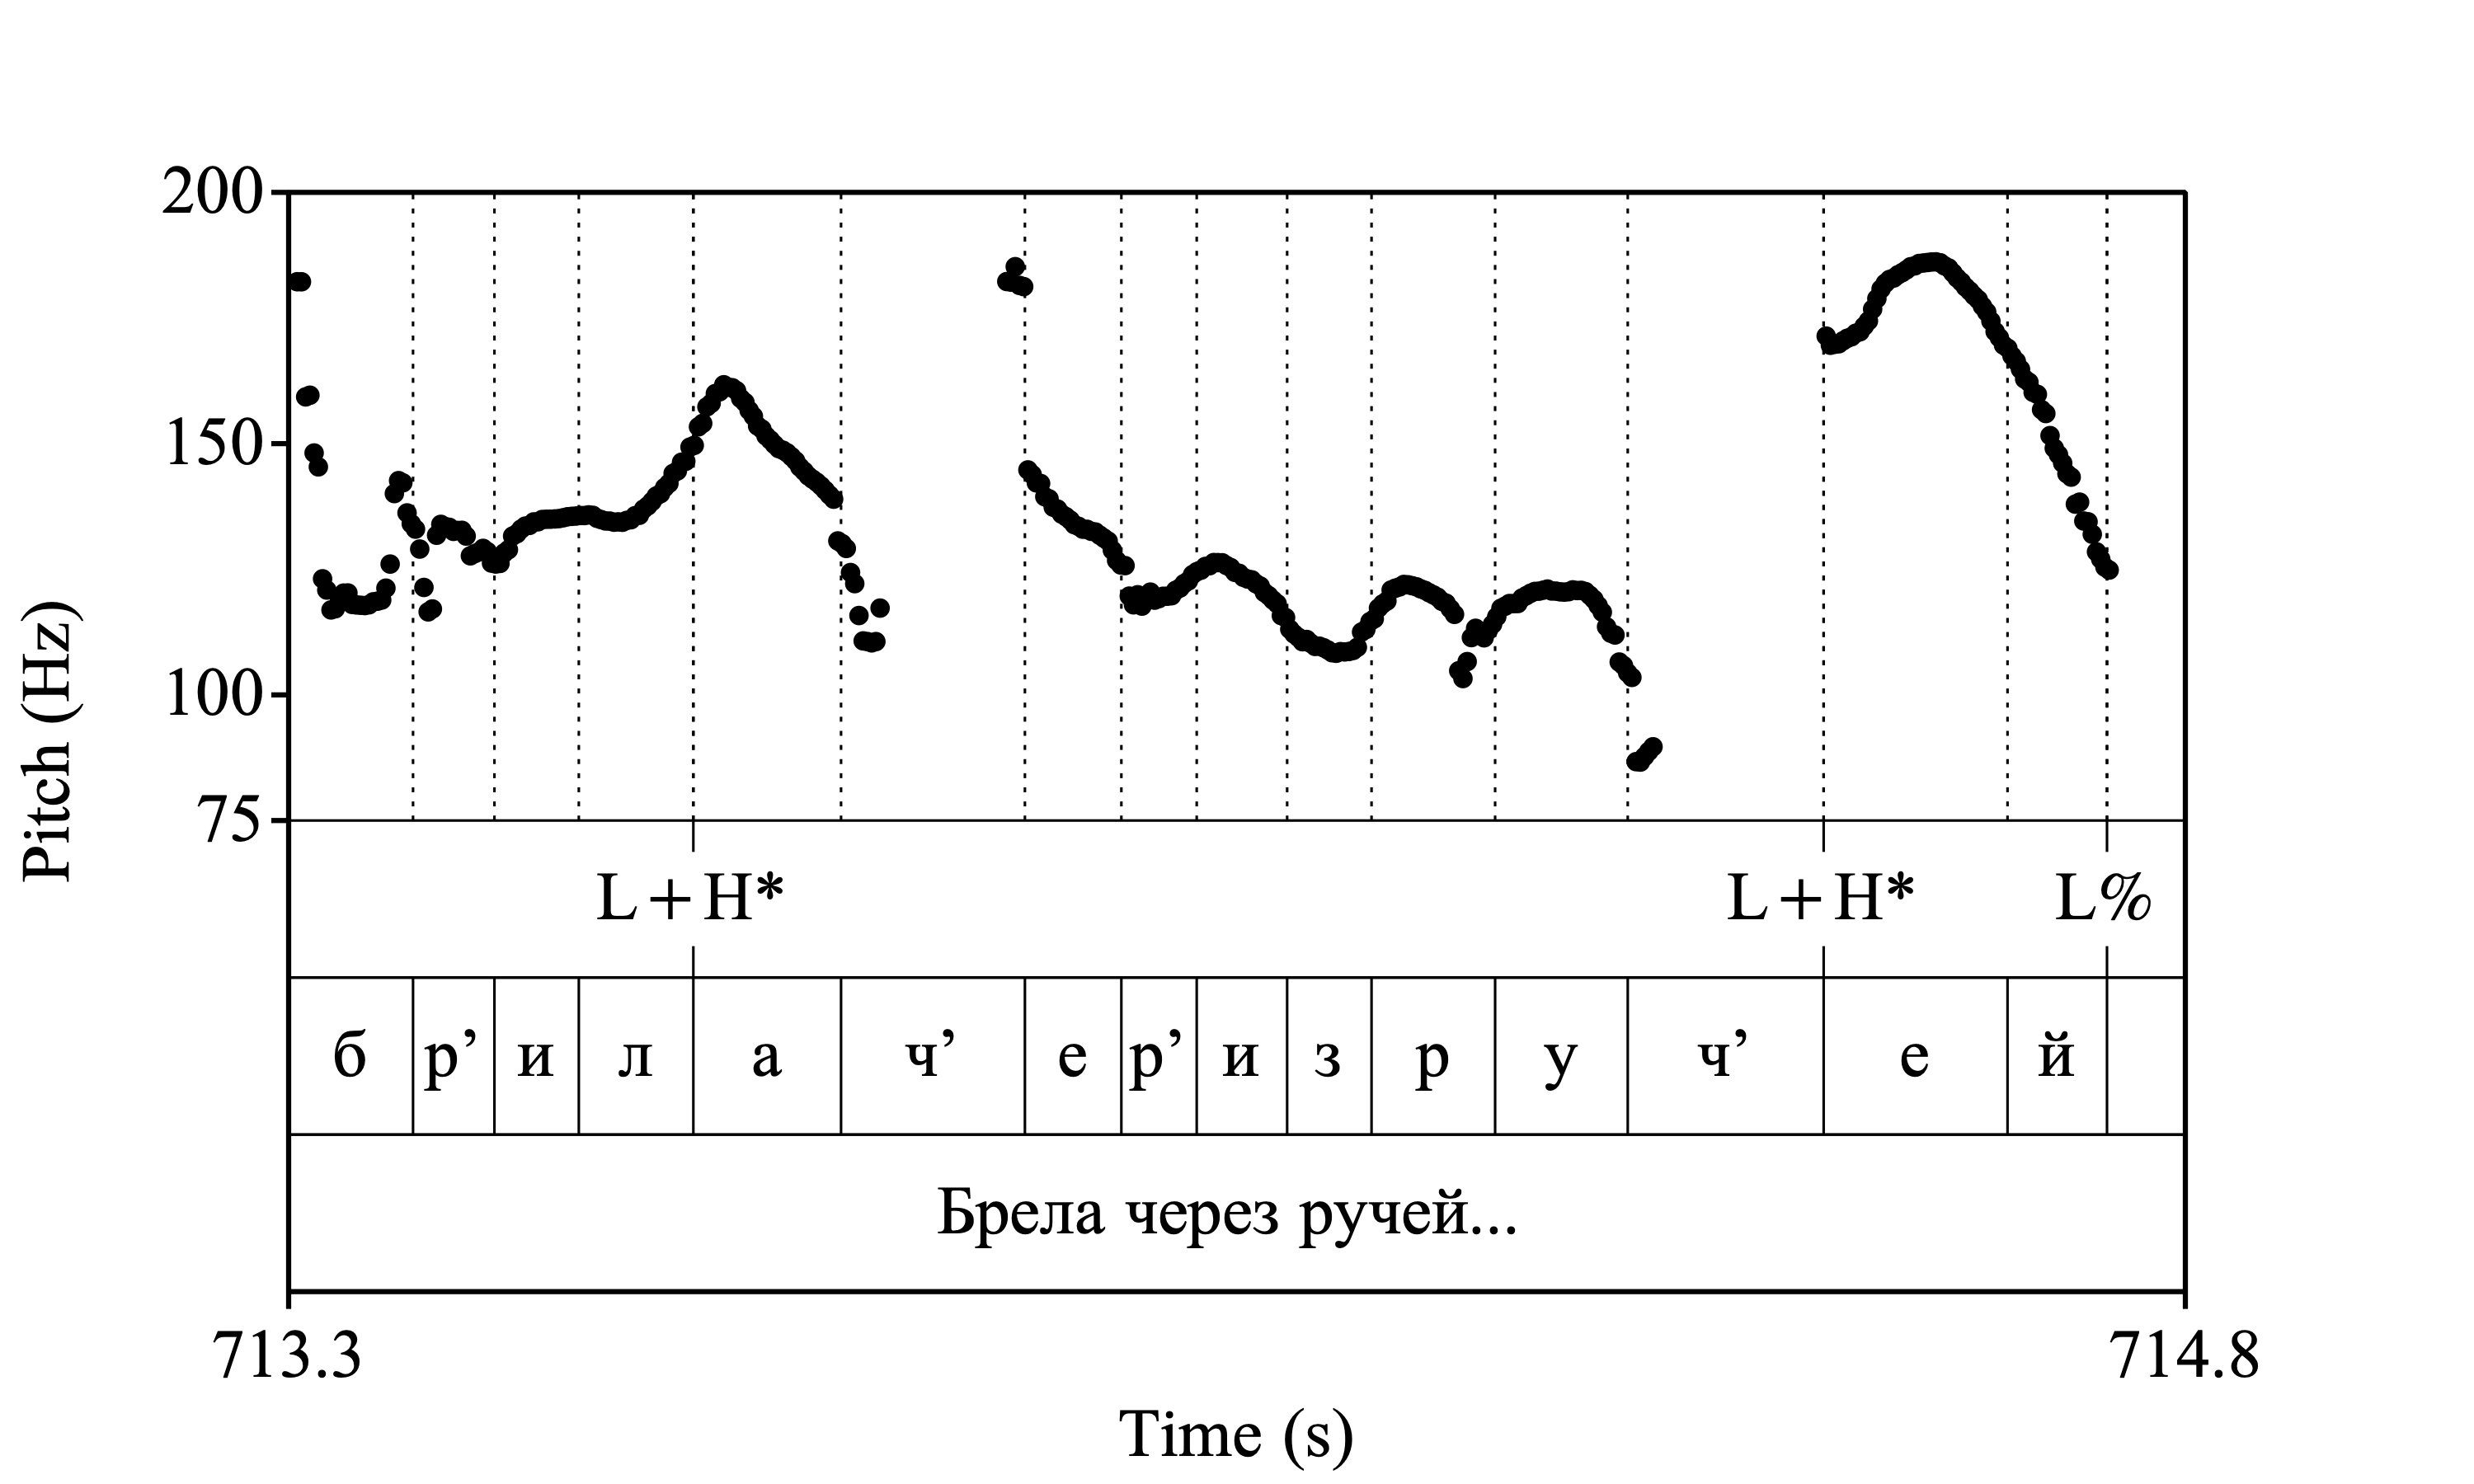 200
150
100
75
Pitch (Hz)
L+H* L+H* L%
б р’ и л а ч’ е р’ и з р у ч’ е й
Брела через ручей...
713.3 714.8
Time (s)